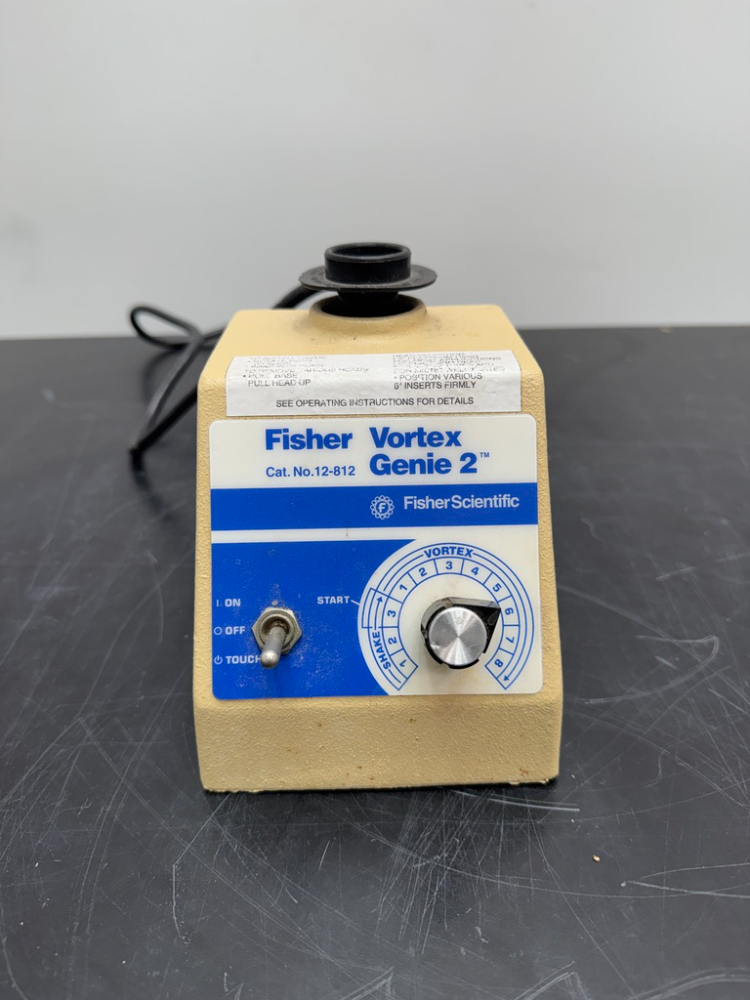 PULL HEAD UP
• POSITION VARIOUS
8" INSERTS FIRMLY
SEE OPERATING INSTRUCTIONS FOR DETAILS
Fisher Vortex
Cat. No.12-812 Genie 2™
F FisherScientific
VORTEX
1 2 3 4 5 6 7 8
START
SHAKE
1 2 3
I ON
O OFF
⏻ TOUCH